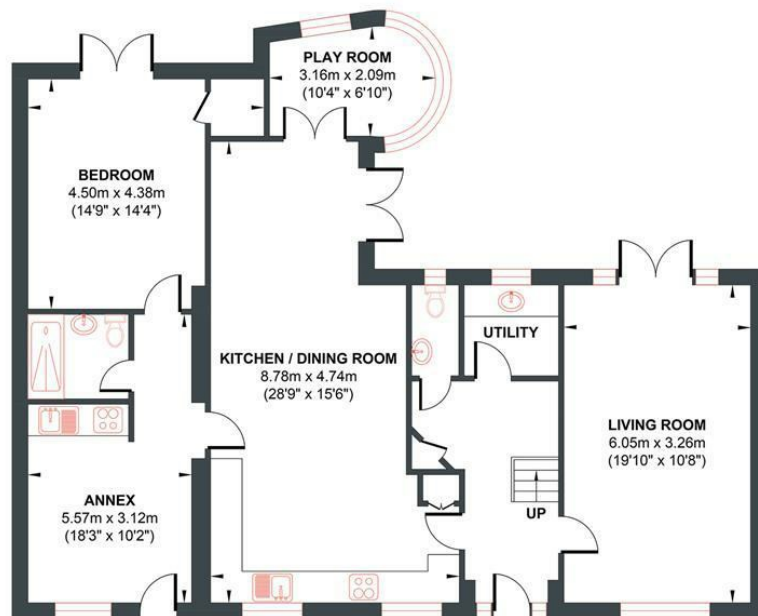 PLAY ROOM
3.16m x 2.09m
(10'4" x 6'10")
BEDROOM
4.50m x 4.38m
(14'9" x 14'4")
KITCHEN / DINING ROOM
8.78m x 4.74m
(28'9" x 15'6")
UTILITY
LIVING ROOM
6.05m x 3.26m
(19'10" x 10'8")
ANNEX
5.57m x 3.12m
(18'3" x 10'2")
UP